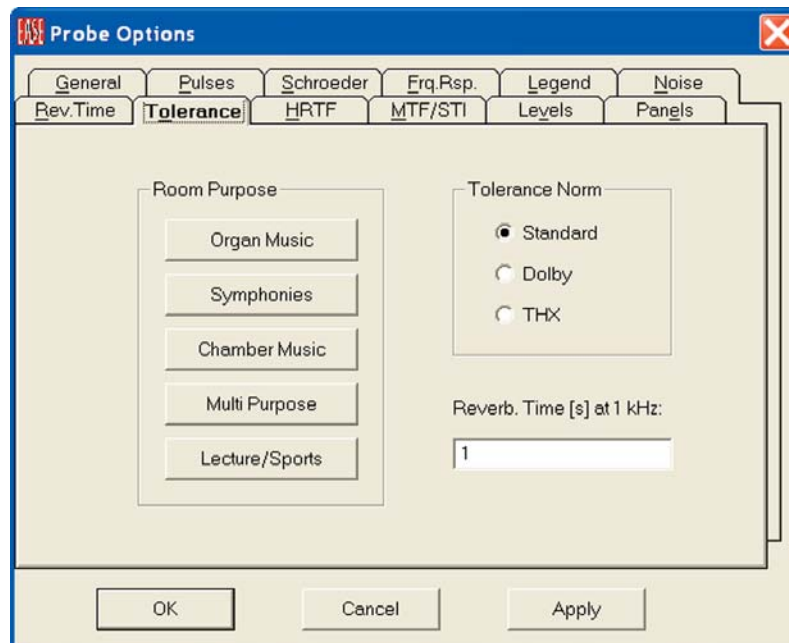 EASE Probe Options
General Pulses Schroeder Frq.Rsp. Legend Noise
Rev.Time Tolerance HRTF MTF/STI Levels Panels
Room Purpose
Organ Music
Symphonies
Chamber Music
Multi Purpose
Lecture/Sports
Tolerance Norm
Standard
Dolby
THX
Reverb. Time [s] at 1 kHz:
1
OK Cancel Apply